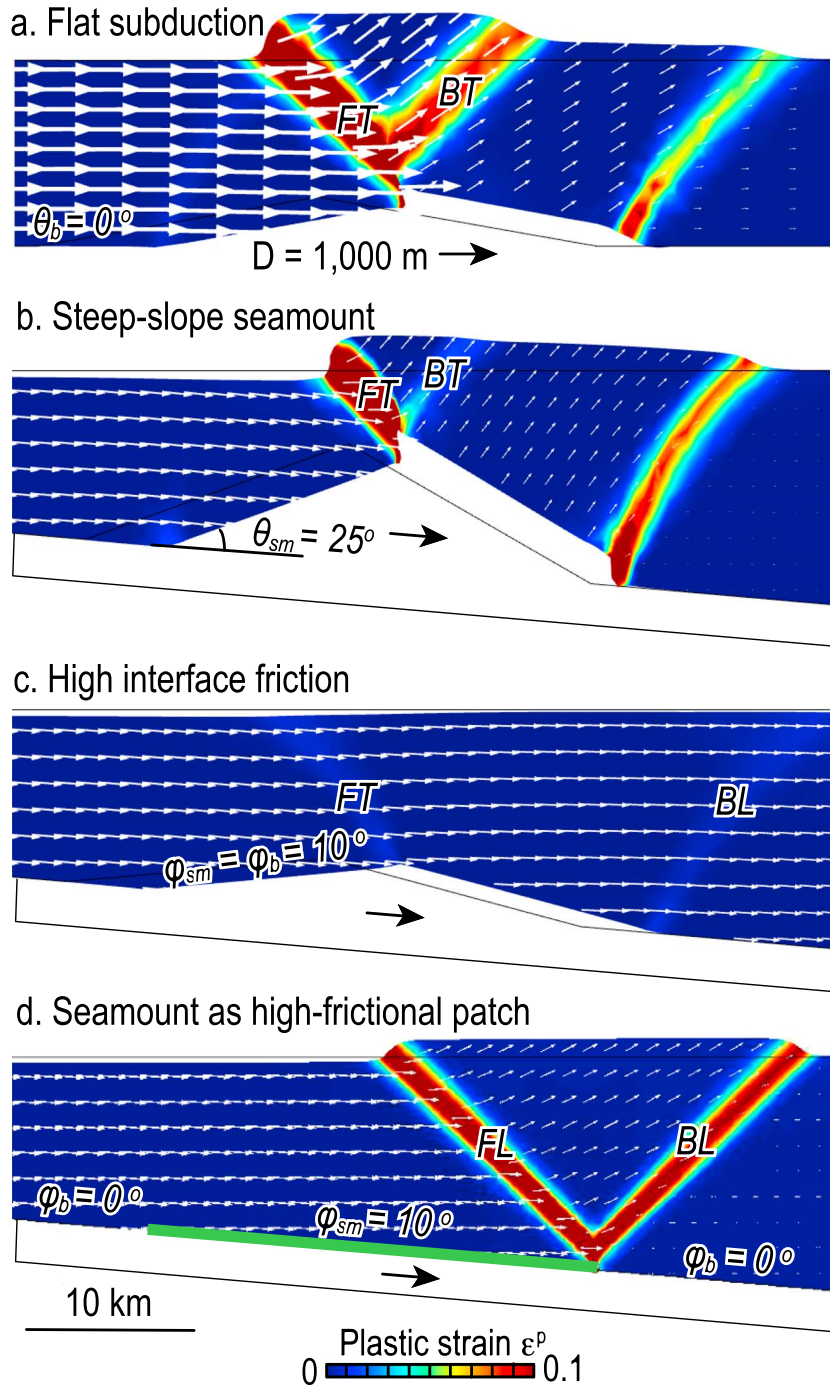 a. Flat subduction
FT
BT
θb = 0°
D = 1,000 m
b. Steep-slope seamount
FT
BT
θsm = 25°
c. High interface friction
FT
BL
φsm = φb = 10°
d. Seamount as high-frictional patch
FL
BL
φb = 0°
φsm = 10°
φb = 0°
10 km
Plastic strain εᵖ
0
0.1